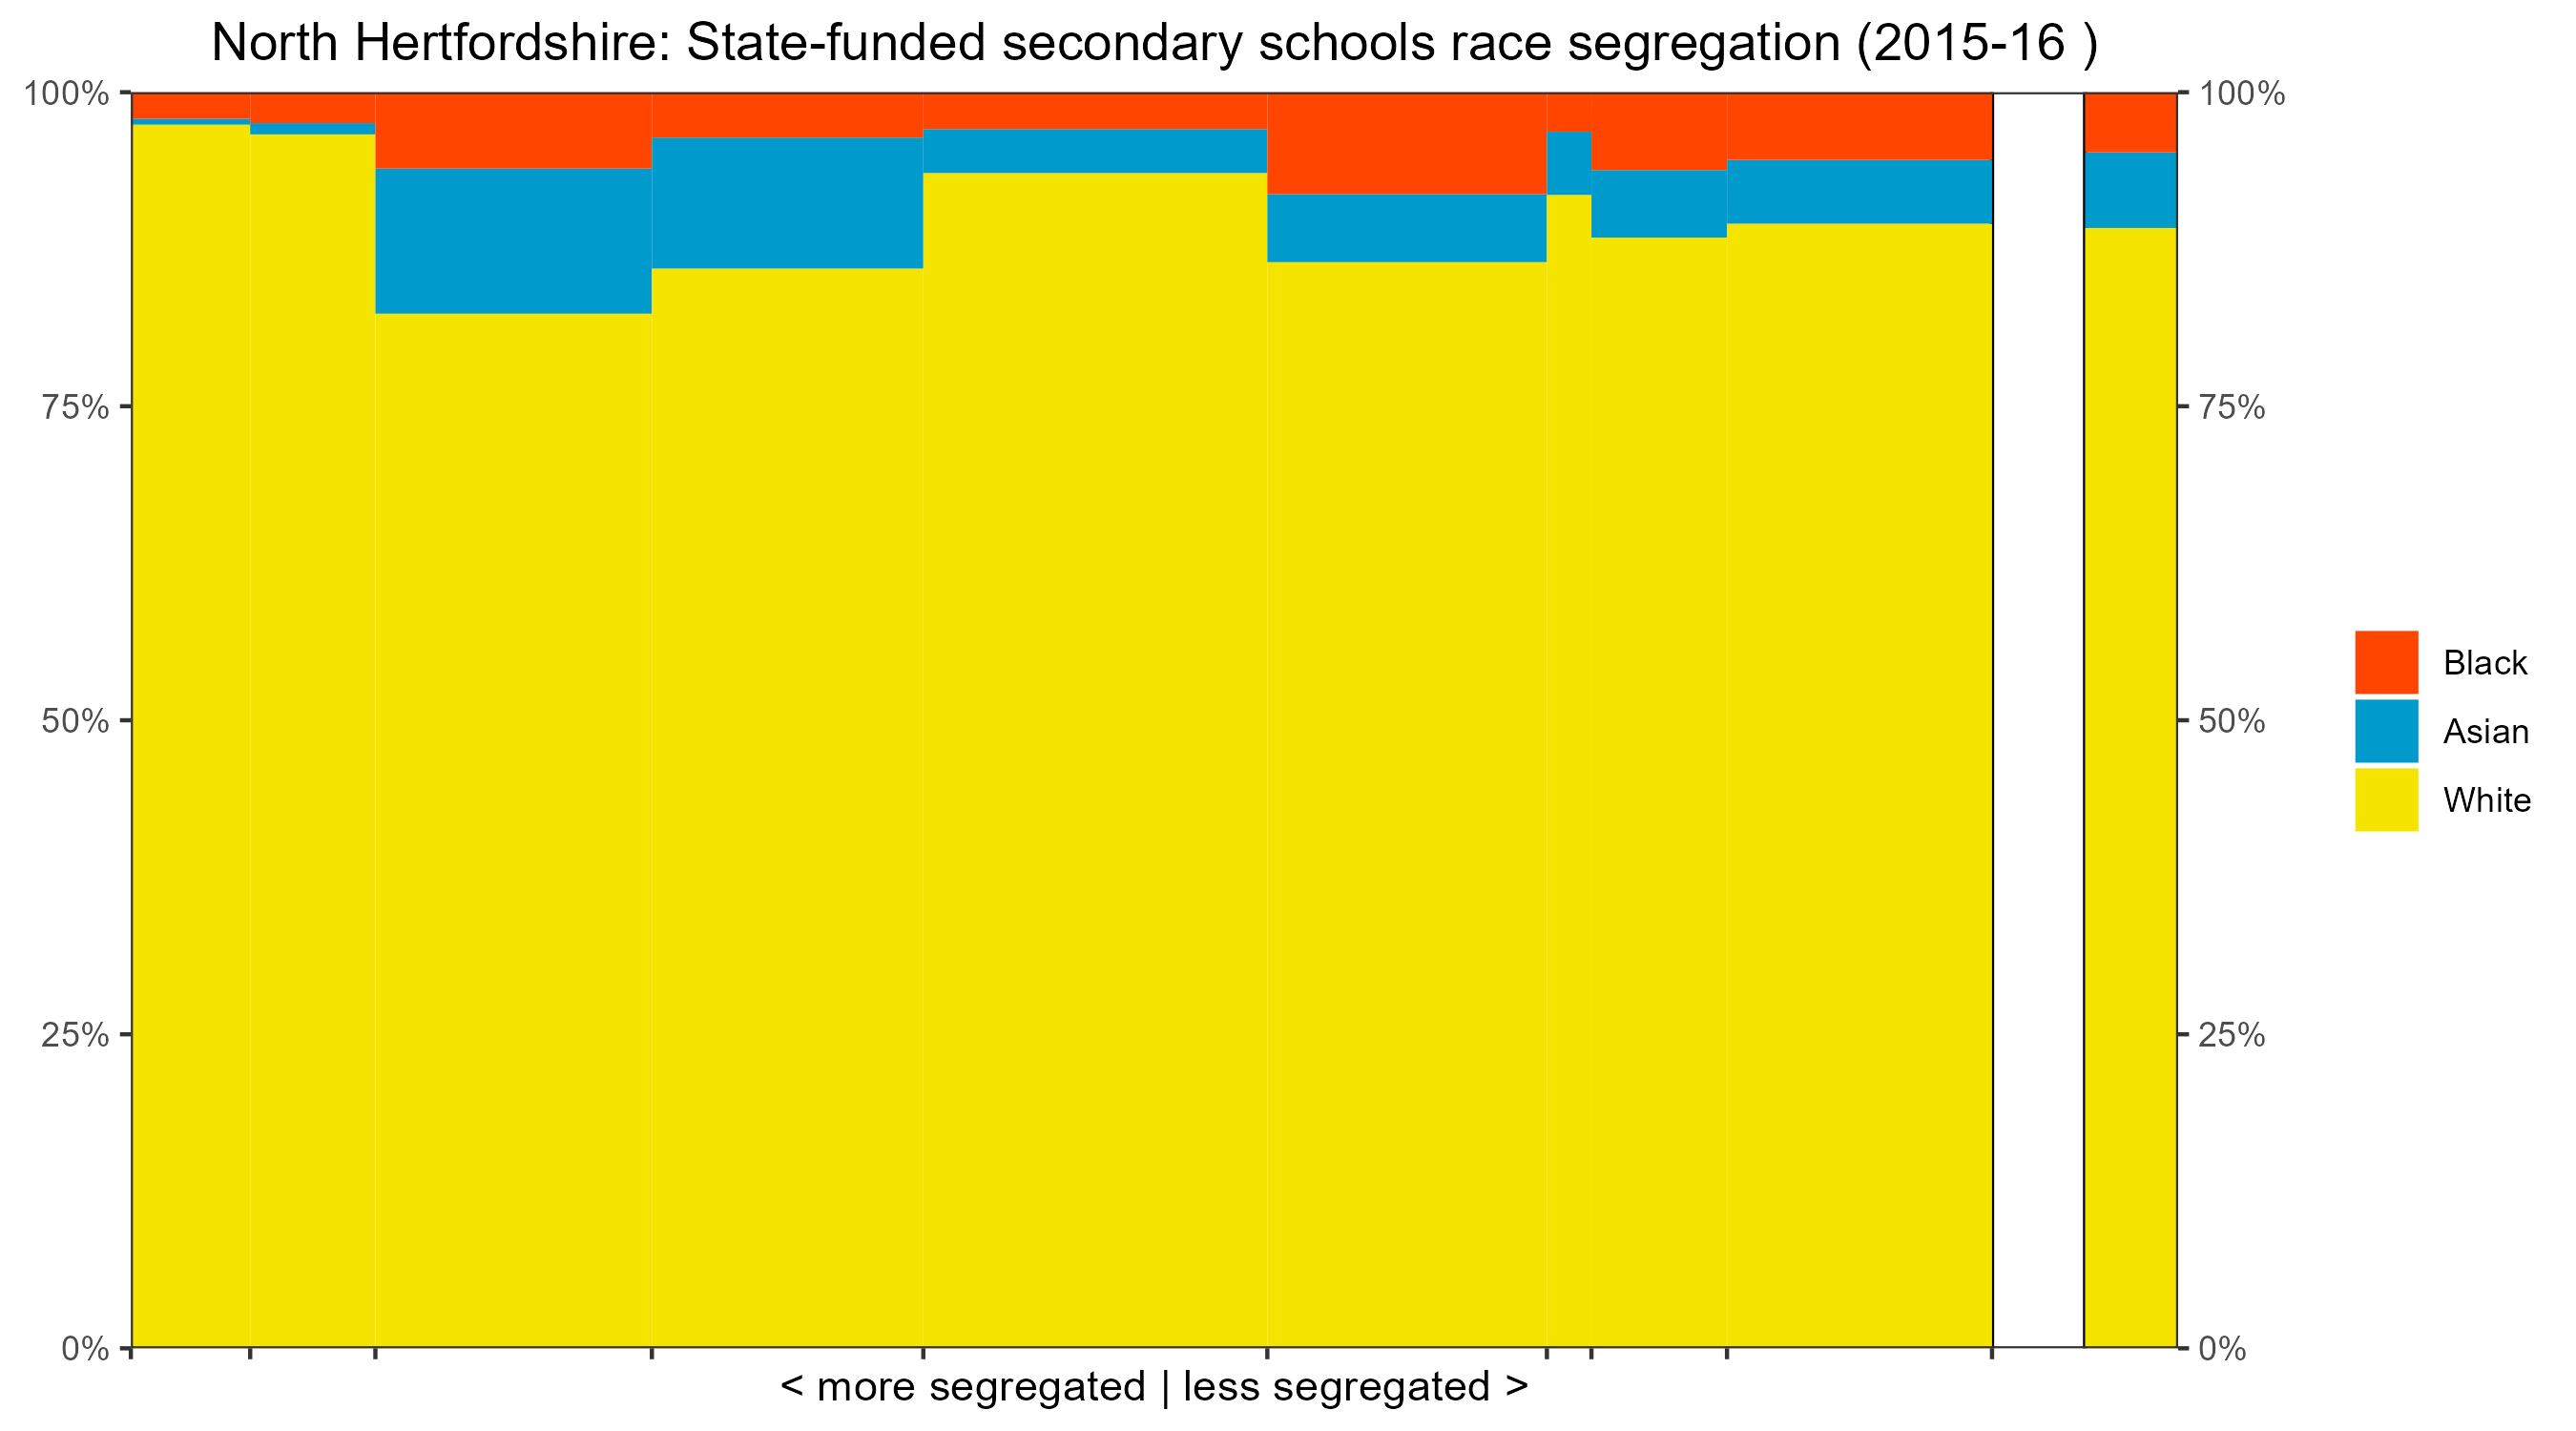 North Hertfordshire: State-funded secondary schools race segregation (2015-16 )
100%
75%
50%
25%
0%
100%
75%
50%
25%
0%
Black
Asian
White
< more segregated | less segregated >